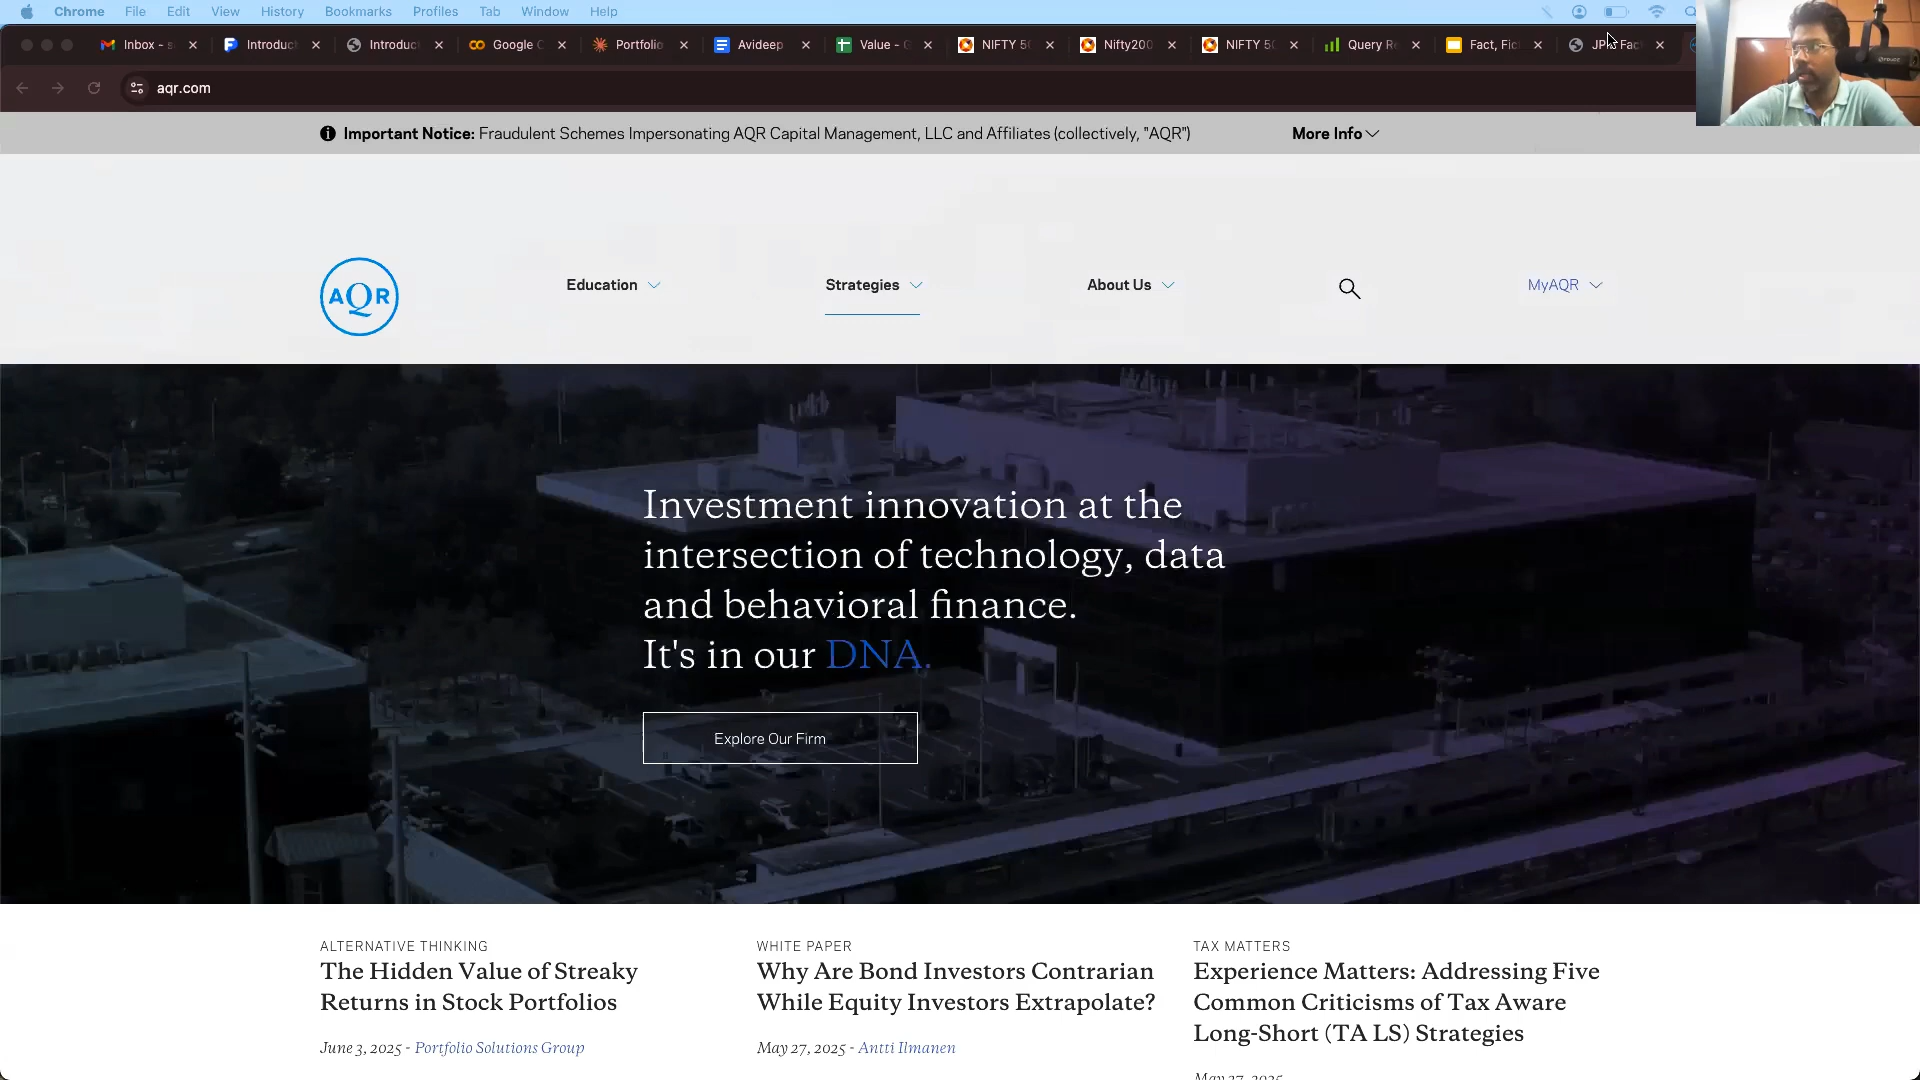 Chrome File Edit View History Bookmarks Profiles Tab Window Help
Inbox - s Introduc Introduc Google C Portfolio Avideep Value - G NIFTY 50 Nifty200 NIFTY 50 Query Re Fact, Fic JPM Fac
aqr.com
Important Notice: Fraudulent Schemes Impersonating AQR Capital Management, LLC and Affiliates (collectively, "AQR") More Info
AQR
Education Strategies About Us MyAQR
Investment innovation at the
intersection of technology, data
and behavioral finance.
It's in our DNA.
Explore Our Firm
ALTERNATIVE THINKING
The Hidden Value of Streaky
Returns in Stock Portfolios
June 3, 2025 - Portfolio Solutions Group
WHITE PAPER
Why Are Bond Investors Contrarian
While Equity Investors Extrapolate?
May 27, 2025 - Antti Ilmanen
TAX MATTERS
Experience Matters: Addressing Five
Common Criticisms of Tax Aware
Long-Short (TA LS) Strategies
May 27, 2025